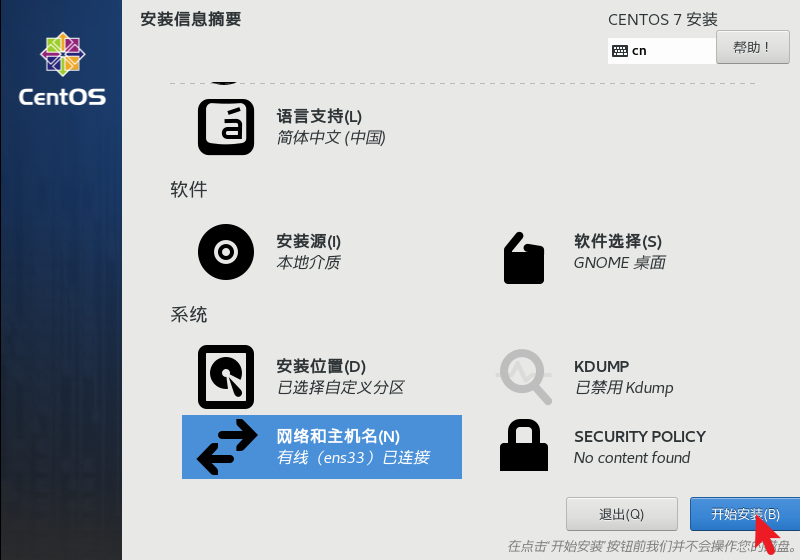 安装信息摘要
CENTOS 7 安装
cn
帮助！
CentOS
á
语言支持(L)
简体中文 (中国)
软件
安装源(I)
本地介质
软件选择(S)
GNOME 桌面
系统
安装位置(D)
已选择自定义分区
KDUMP
已禁用 Kdump
网络和主机名(N)
有线（ens33）已连接
SECURITY POLICY
No content found
退出(Q)
开始安装(B)
在点击'开始安装'按钮前我们并不会操作您的磁盘。